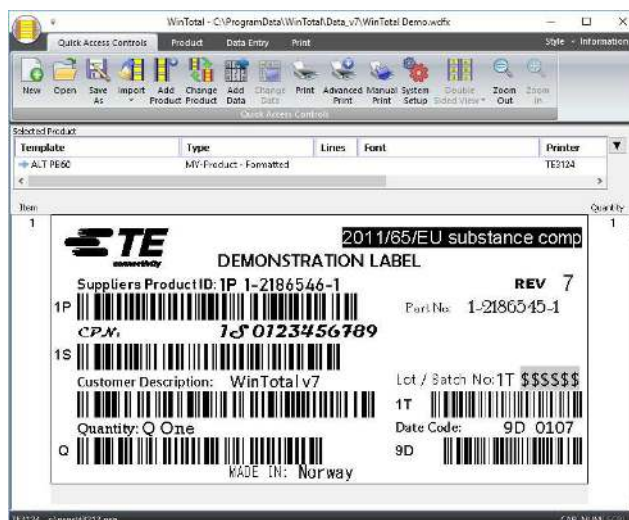 WinTotal - C:\ProgramData\WinTotal\Data_v7\WinTotal Demo.wdfx
Quick Access Controls Product Data Entry Print Style Information
New Open Save As Import Add Product Change Product Add Data Change Data Print Advanced Print Manual Print System Setup Double Sided View Zoom Out Zoom In
Quick Access Controls
Selected Product
Template Type Lines Font Printer
ALT PB60 MY-Product - Formatted TE3124
Item Quantity
1 1
TE connectivity
2011/65/EU substance comp
DEMONSTRATION LABEL
Suppliers Product ID: 1P 1-2186546-1 REV 7
1P Part No: 1-2186545-1
CPN: 1S 0123456789
1S
Customer Description: WinTotal v7 Lot / Batch No: 1T $$$$$$
1T
Quantity: Q One Date Code: 9D 0107
Q 9D
MADE IN: Norway